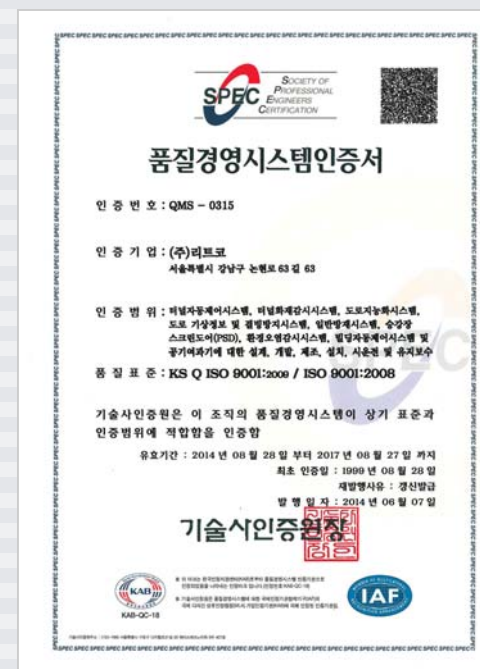 SPEC
SOCIETY OF
PROFESSIONAL
ENGINEERS
CERTIFICATION
품질경영시스템인증서
인 증 번 호 : QMS - 0315
인 증 기 업 : (주)리트코
서울특별시 강남구 논현로 63 길 63
인 증 범 위 : 터널자동제어시스템, 터널화재감시시스템, 도로지능화시스템,
도로 기상정보 및 결빙방지시스템, 일반방재시스템, 승강장
스크린도어(PSD), 환경오염감시시스템, 빌딩자동제어시스템 및
공기여과기에 대한 설계, 개발, 제조, 설치, 시운전 및 유지보수
품 질 표 준 : KS Q ISO 9001:2009 / ISO 9001:2008
기술사인증원은 이 조직의 품질경영시스템이 상기 표준과
인증범위에 적합함을 인증함
유효기간 : 2014 년 08 월 28 일 부터 2017 년 08 월 27 일 까지
최초 인증일 : 1999 년 08 월 28 일
재발행사유 : 갱신발급
발 행 일 자 : 2014 년 06 월 07 일
기술사인증원장
KAB
KAB-QC-18
IAF